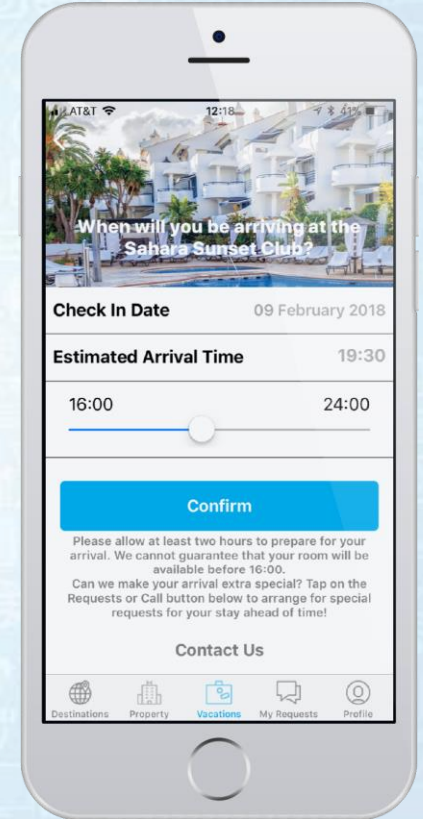 AT&T 12:18 41%
When will you be arriving at the
Sahara Sunset Club?
Check In Date 09 February 2018
Estimated Arrival Time 19:30
16:00 24:00
Confirm
Please allow at least two hours to prepare for your
arrival. We cannot guarantee that your room will be
available before 16:00.
Can we make your arrival extra special? Tap on the
Requests or Call button below to arrange for special
requests for your stay ahead of time!
Contact Us
Destinations Property Vacations My Requests Profile